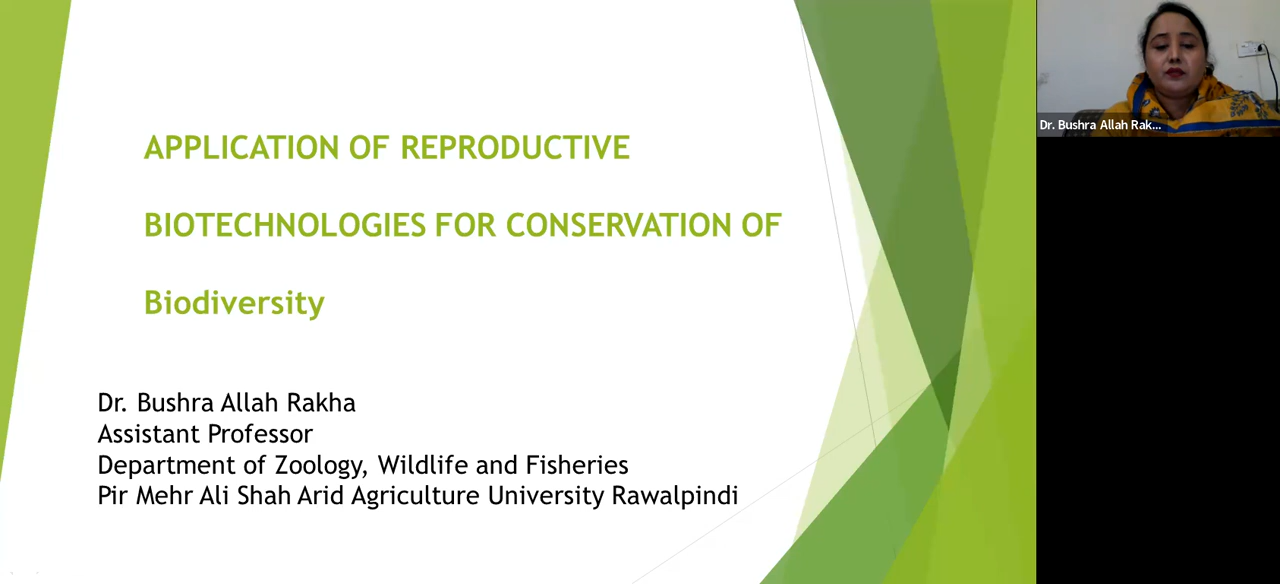 APPLICATION OF REPRODUCTIVE
BIOTECHNOLOGIES FOR CONSERVATION OF
Biodiversity
Dr. Bushra Allah Rakha
Assistant Professor
Department of Zoology, Wildlife and Fisheries
Pir Mehr Ali Shah Arid Agriculture University Rawalpindi
Dr. Bushra Allah Rak...